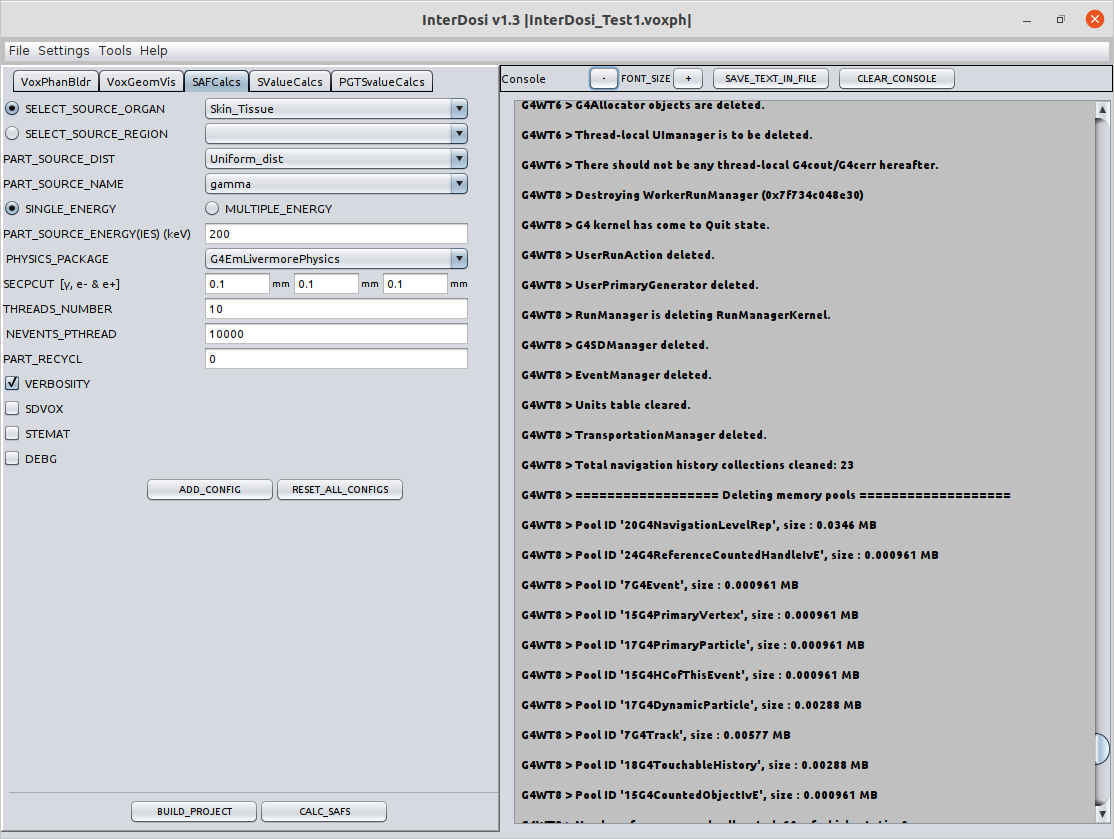 InterDosi v1.3 |InterDosi_Test1.voxph|
File Settings Tools Help
VoxPhanBldr VoxGeomVis SAFCalcs SValueCalcs PGTSvalueCalcs
SELECT_SOURCE_ORGAN Skin_Tissue
SELECT_SOURCE_REGION
PART_SOURCE_DIST Uniform_dist
PART_SOURCE_NAME gamma
SINGLE_ENERGY MULTIPLE_ENERGY
PART_SOURCE_ENERGY(IES) (keV) 200
PHYSICS_PACKAGE G4EmLivermorePhysics
SECPCUT [γ, e- & e+] 0.1 mm 0.1 mm 0.1 mm
THREADS_NUMBER 10
NEVENTS_PTHREAD 10000
PART_RECYCL 0
VERBOSIITY
SDVOX
STEMAT
DEBG
ADD_CONFIG RESET_ALL_CONFIGS
BUILD_PROJECT CALC_SAFS
Console - FONT_SIZE + SAVE_TEXT_IN_FILE CLEAR_CONSOLE
G4WT6 > G4Allocator objects are deleted.
G4WT6 > Thread-local UImanager is to be deleted.
G4WT6 > There should not be any thread-local G4cout/G4cerr hereafter.
G4WT8 > Destroying WorkerRunManager (0x7f734c048e30)
G4WT8 > G4 kernel has come to Quit state.
G4WT8 > UserRunAction deleted.
G4WT8 > UserPrimaryGenerator deleted.
G4WT8 > RunManager is deleting RunManagerKernel.
G4WT8 > G4SDManager deleted.
G4WT8 > EventManager deleted.
G4WT8 > Units table cleared.
G4WT8 > TransportationManager deleted.
G4WT8 > Total navigation history collections cleaned: 23
G4WT8 > ================== Deleting memory pools ===================
G4WT8 > Pool ID '20G4NavigationLevelRep', size : 0.0346 MB
G4WT8 > Pool ID '24G4ReferenceCountedHandleIvE', size : 0.000961 MB
G4WT8 > Pool ID '7G4Event', size : 0.000961 MB
G4WT8 > Pool ID '15G4PrimaryVertex', size : 0.000961 MB
G4WT8 > Pool ID '17G4PrimaryParticle', size : 0.000961 MB
G4WT8 > Pool ID '15G4HCofThisEvent', size : 0.000961 MB
G4WT8 > Pool ID '17G4DynamicParticle', size : 0.00288 MB
G4WT8 > Pool ID '7G4Track', size : 0.00577 MB
G4WT8 > Pool ID '18G4TouchableHistory', size : 0.00288 MB
G4WT8 > Pool ID '15G4CountedObjectIvE', size : 0.000961 MB